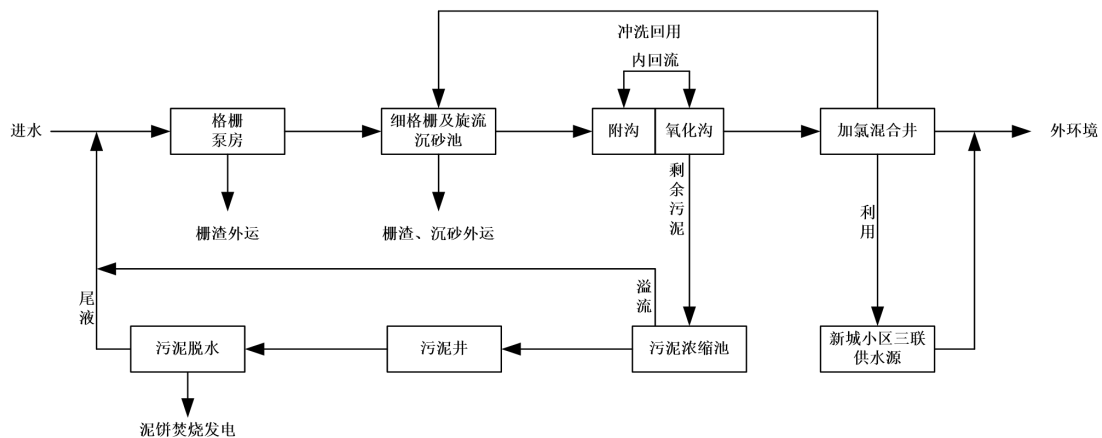 冲洗回用
内回流
进水
格栅
泵房
细格栅及旋流
沉砂池
附沟
氧化沟
加氯混合井
外环境
剩余污泥
利用
栅渣外运
栅渣、沉砂外运
尾液
溢流
污泥脱水
污泥井
污泥浓缩池
新城小区三联
供水源
泥饼焚烧发电